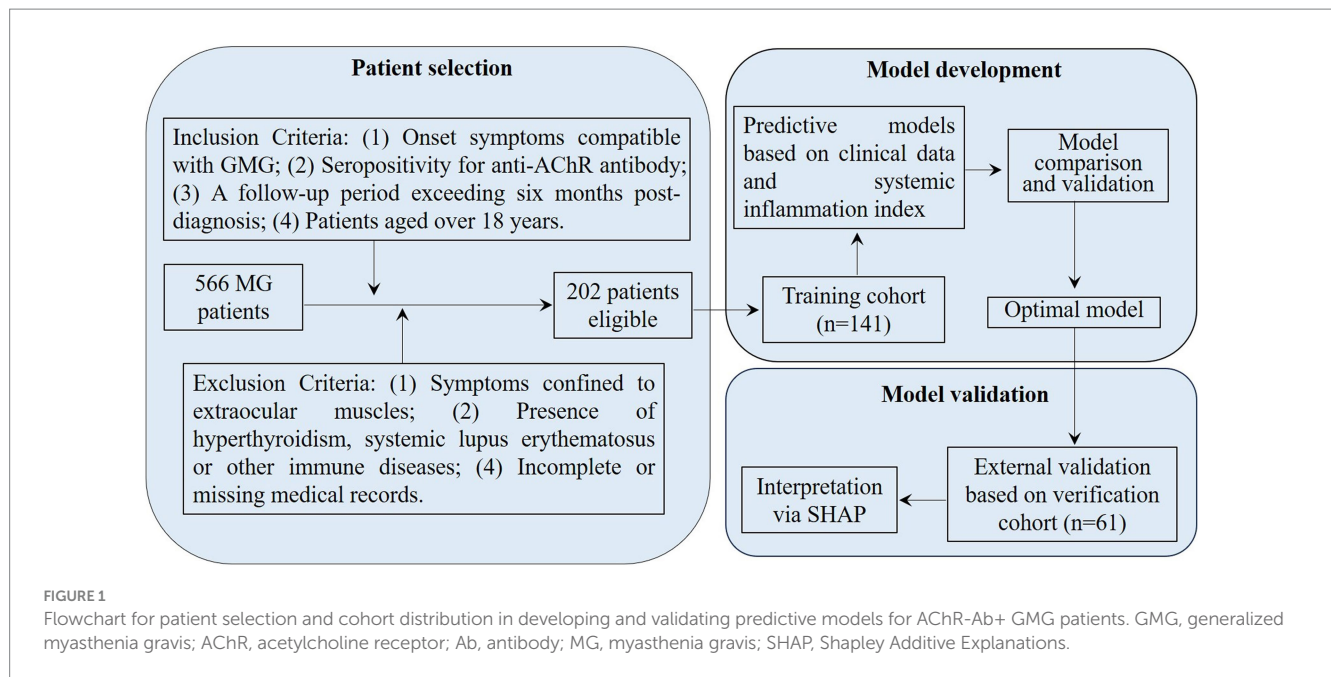 Patient selection
Inclusion Criteria: (1) Onset symptoms compatible
with GMG; (2) Seropositivity for anti-AChR antibody;
(3) A follow-up period exceeding six months post-
diagnosis; (4) Patients aged over 18 years.
566 MG
patients
202 patients
eligible
Exclusion Criteria: (1) Symptoms confined to
extraocular muscles; (2) Presence of
hyperthyroidism, systemic lupus erythematosus
or other immune diseases; (4) Incomplete or
missing medical records.
Model development
Predictive models
based on clinical data
and systemic
inflammation index
Model
comparison
and validation
Training cohort
(n=141)
Optimal model
Model validation
Interpretation
via SHAP
External validation
based on verification
cohort (n=61)
FIGURE 1
Flowchart for patient selection and cohort distribution in developing and validating predictive models for AChR-Ab+ GMG patients. GMG, generalized
myasthenia gravis; AChR, acetylcholine receptor; Ab, antibody; MG, myasthenia gravis; SHAP, Shapley Additive Explanations.